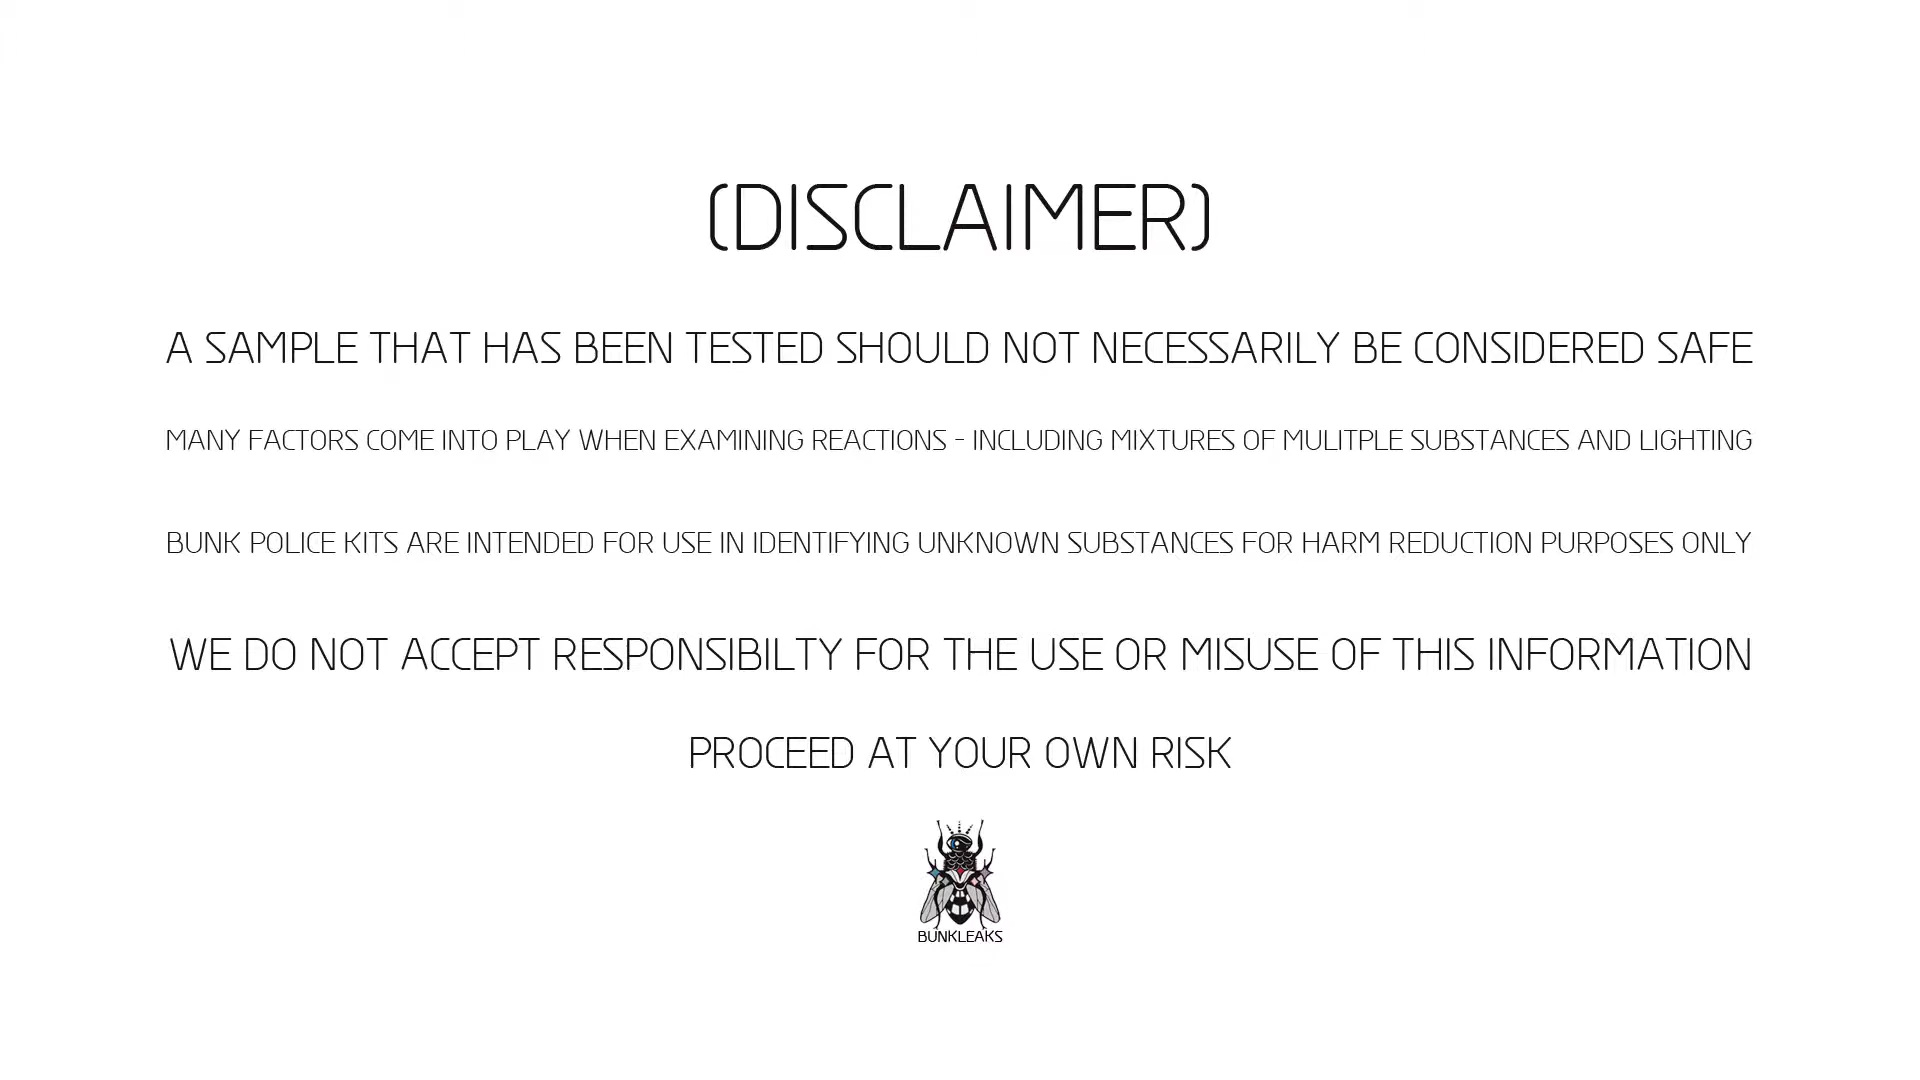 (DISCLAIMER)
A SAMPLE THAT HAS BEEN TESTED SHOULD NOT NECESSARILY BE CONSIDERED SAFE
MANY FACTORS COME INTO PLAY WHEN EXAMINING REACTIONS - INCLUDING MIXTURES OF MULITPLE SUBSTANCES AND LIGHTING
BUNK POLICE KITS ARE INTENDED FOR USE IN IDENTIFYING UNKNOWN SUBSTANCES FOR HARM REDUCTION PURPOSES ONLY
WE DO NOT ACCEPT RESPONSIBILTY FOR THE USE OR MISUSE OF THIS INFORMATION
PROCEED AT YOUR OWN RISK
BUNKLEAKS